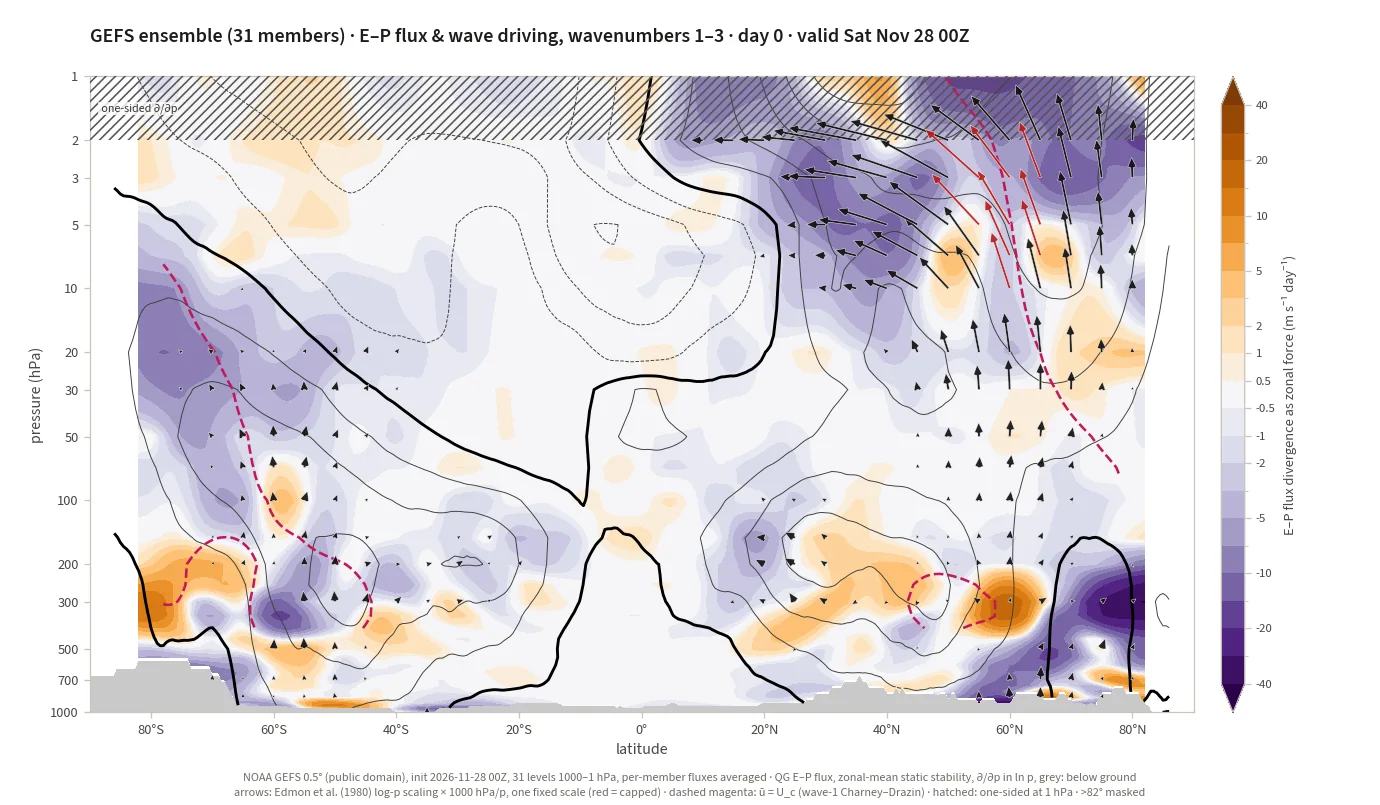 GEFS ensemble (31 members) · E–P flux & wave driving, wavenumbers 1–3 · day 0 · valid Sat Nov 28 00Z
one-sided ∂/∂p
1
2
3
5
10
20
30
50
100
200
300
500
700
1000
pressure (hPa)
80°S
60°S
40°S
20°S
0°
20°N
40°N
60°N
80°N
latitude
40
20
10
5
2
1
0.5
-0.5
-1
-2
-5
-10
-20
-40
E–P flux divergence as zonal force (m s⁻¹ day⁻¹)
NOAA GEFS 0.5° (public domain), init 2026-11-28 00Z, 31 levels 1000–1 hPa, per-member fluxes averaged · QG E–P flux, zonal-mean static stability, ∂/∂p in ln p, grey: below ground
arrows: Edmon et al. (1980) log-p scaling × 1000 hPa/p, one fixed scale (red = capped) · dashed magenta: ū = U_c (wave-1 Charney–Drazin) · hatched: one-sided at 1 hPa · >82° masked